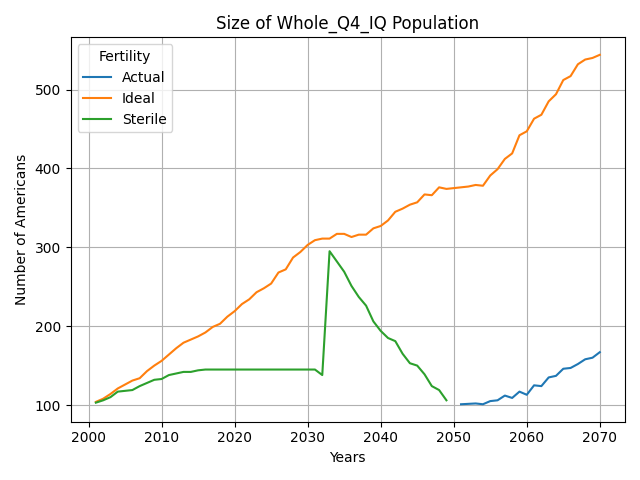 Size of Whole_Q4_IQ Population
Fertility
Actual
Ideal
Sterile
Number of Americans
500
400
300
200
100
2000 2010 2020 2030 2040 2050 2060 2070
Years